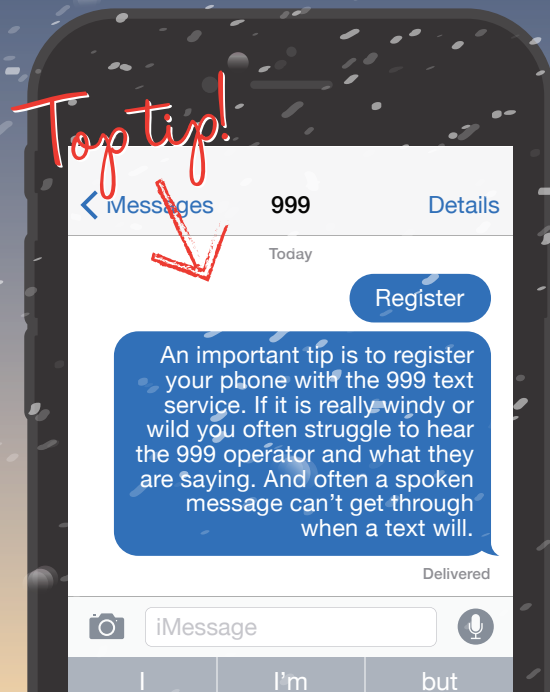 Top tip!
Messages 999 Details
Today
Register
An important tip is to register
your phone with the 999 text
service. If it is really windy or
wild you often struggle to hear
the 999 operator and what they
are saying. And often a spoken
message can’t get through
when a text will.
Delivered
iMessage
I I’m but